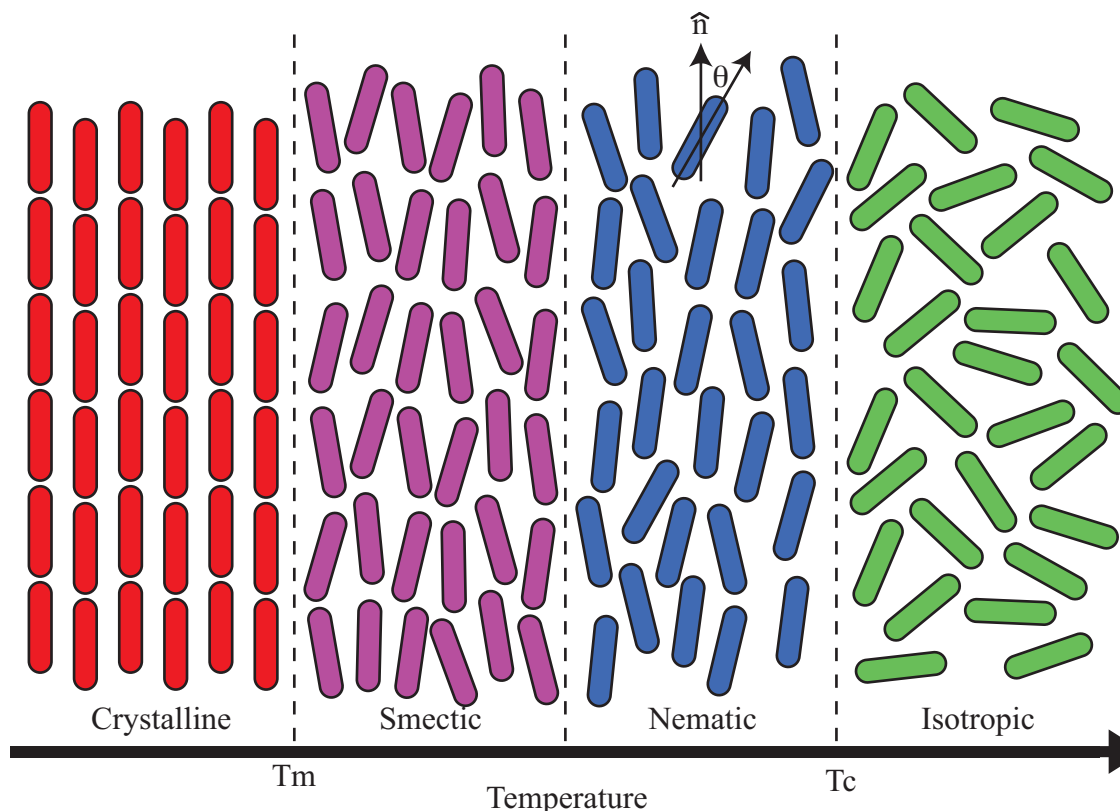 n̂
θ
Crystalline Smectic Nematic Isotropic
Tm Tc
Temperature